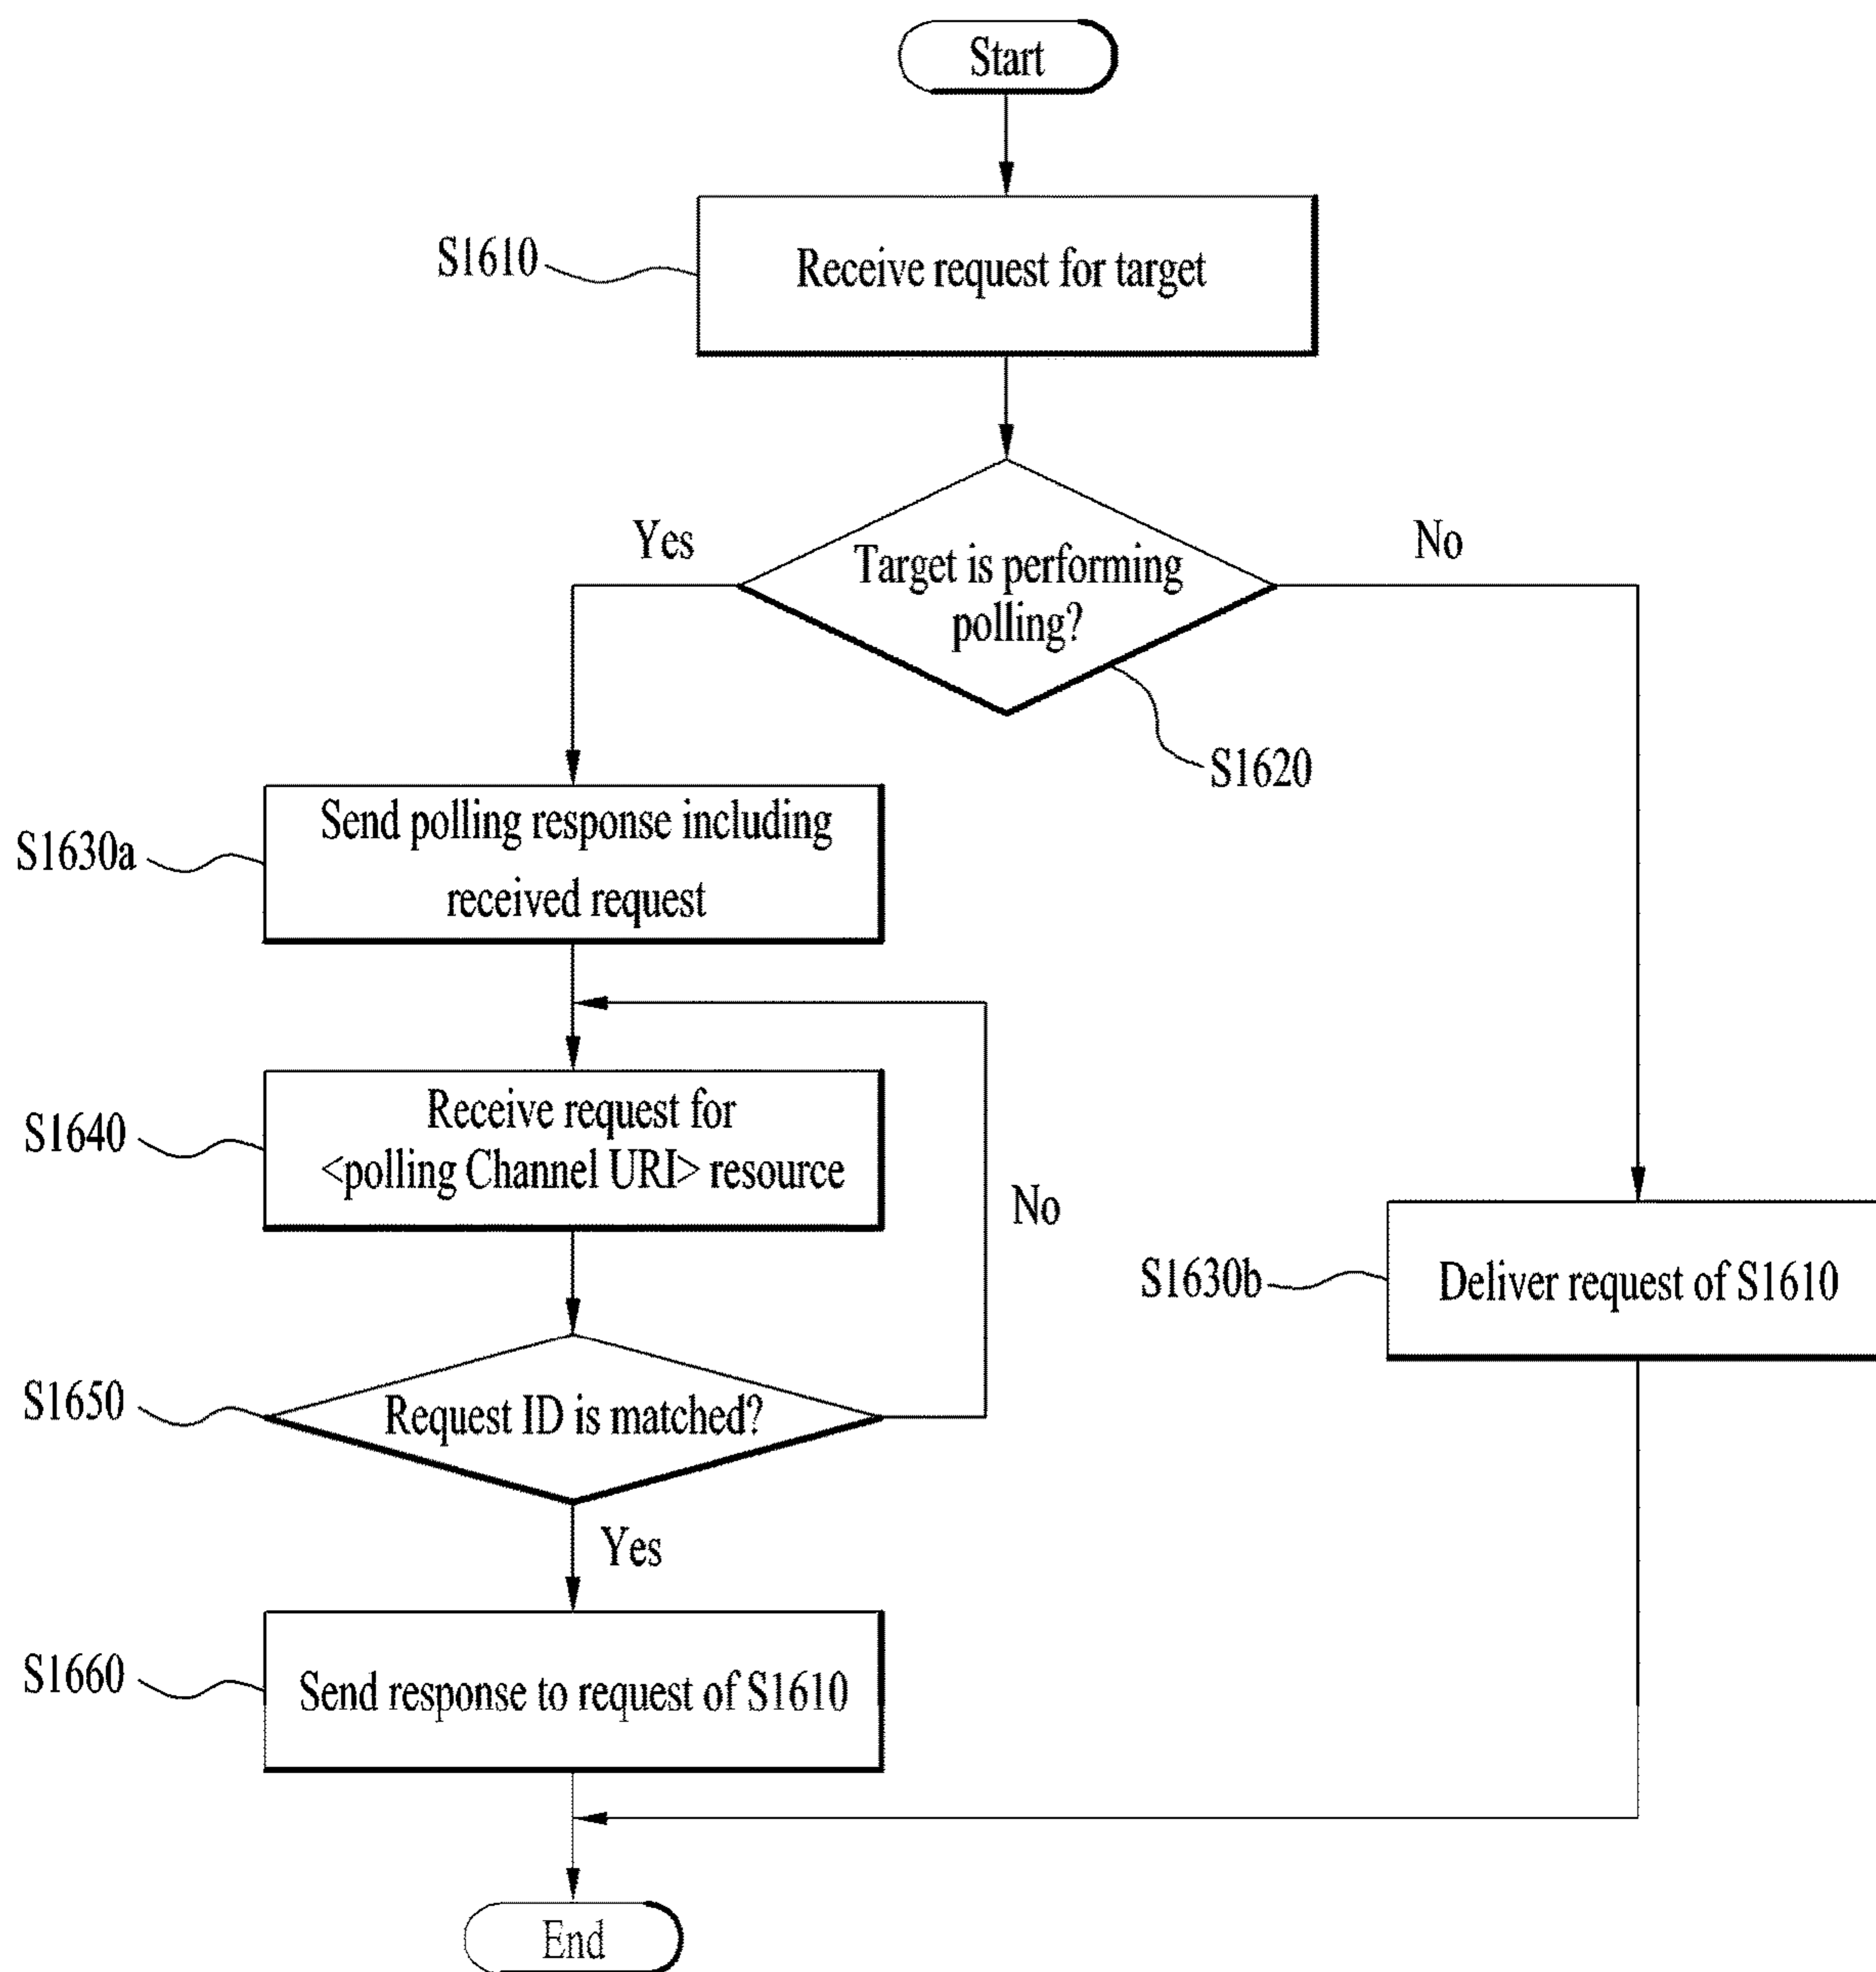 Start
S1610
Receive request for target
Yes
No
Target is performing
polling?
S1620
S1630a
Send polling response including
received request
S1640
Receive request for
<polling Channel URI> resource
No
S1630b
Deliver request of S1610
S1650
Request ID is matched?
Yes
S1660
Send response to request of S1610
End